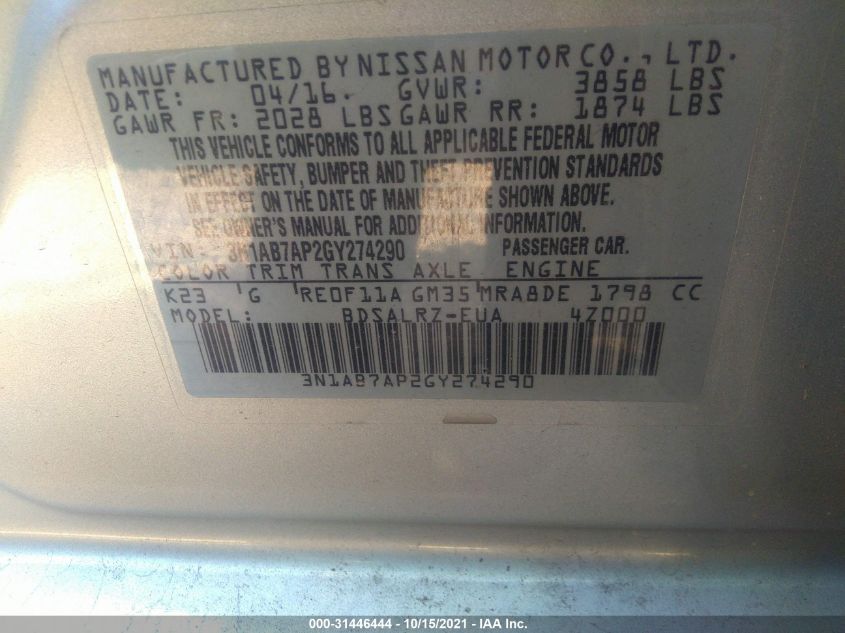 MANUFACTURED BY NISSAN MOTOR CO., LTD.
DATE: 04/16. GVWR: 3858 LBS
GAWR FR: 2028 LBS GAWR RR: 1874 LBS
THIS VEHICLE CONFORMS TO ALL APPLICABLE FEDERAL MOTOR
VEHICLE SAFETY, BUMPER AND THEFT PREVENTION STANDARDS
IN EFFECT ON THE DATE OF MANUFACTURE SHOWN ABOVE.
SEE OWNER'S MANUAL FOR ADDITIONAL INFORMATION.
VIN: 3N1AB7AP2GY274290 PASSENGER CAR.
COLOR TRIM TRANS AXLE ENGINE
K23 G RE0F11A GM35 MRA8DE 1798 CC
MODEL: BDSALRZ-EUA 4Z000
3N1AB7AP2GY274290
000-31446444 - 10/15/2021 - IAA Inc.